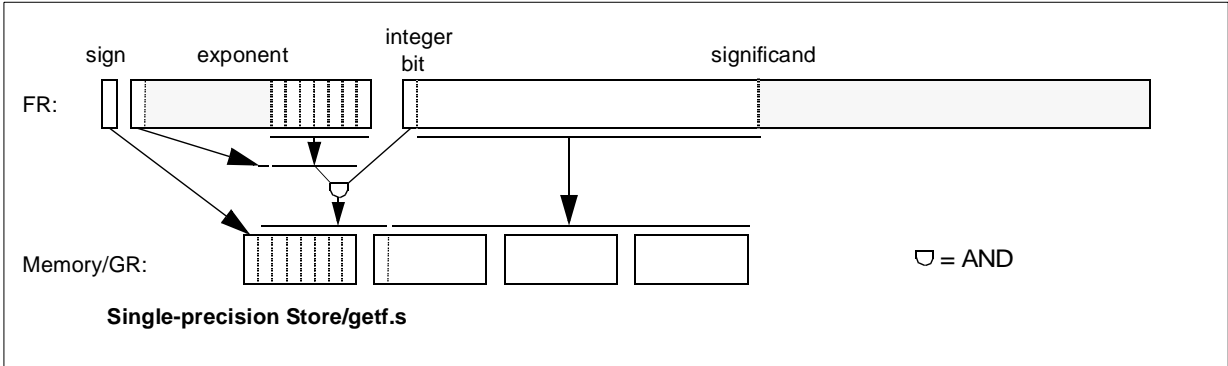 sign
exponent
integer
bit
significand
FR:
Memory/GR:
= AND
Single-precision Store/getf.s